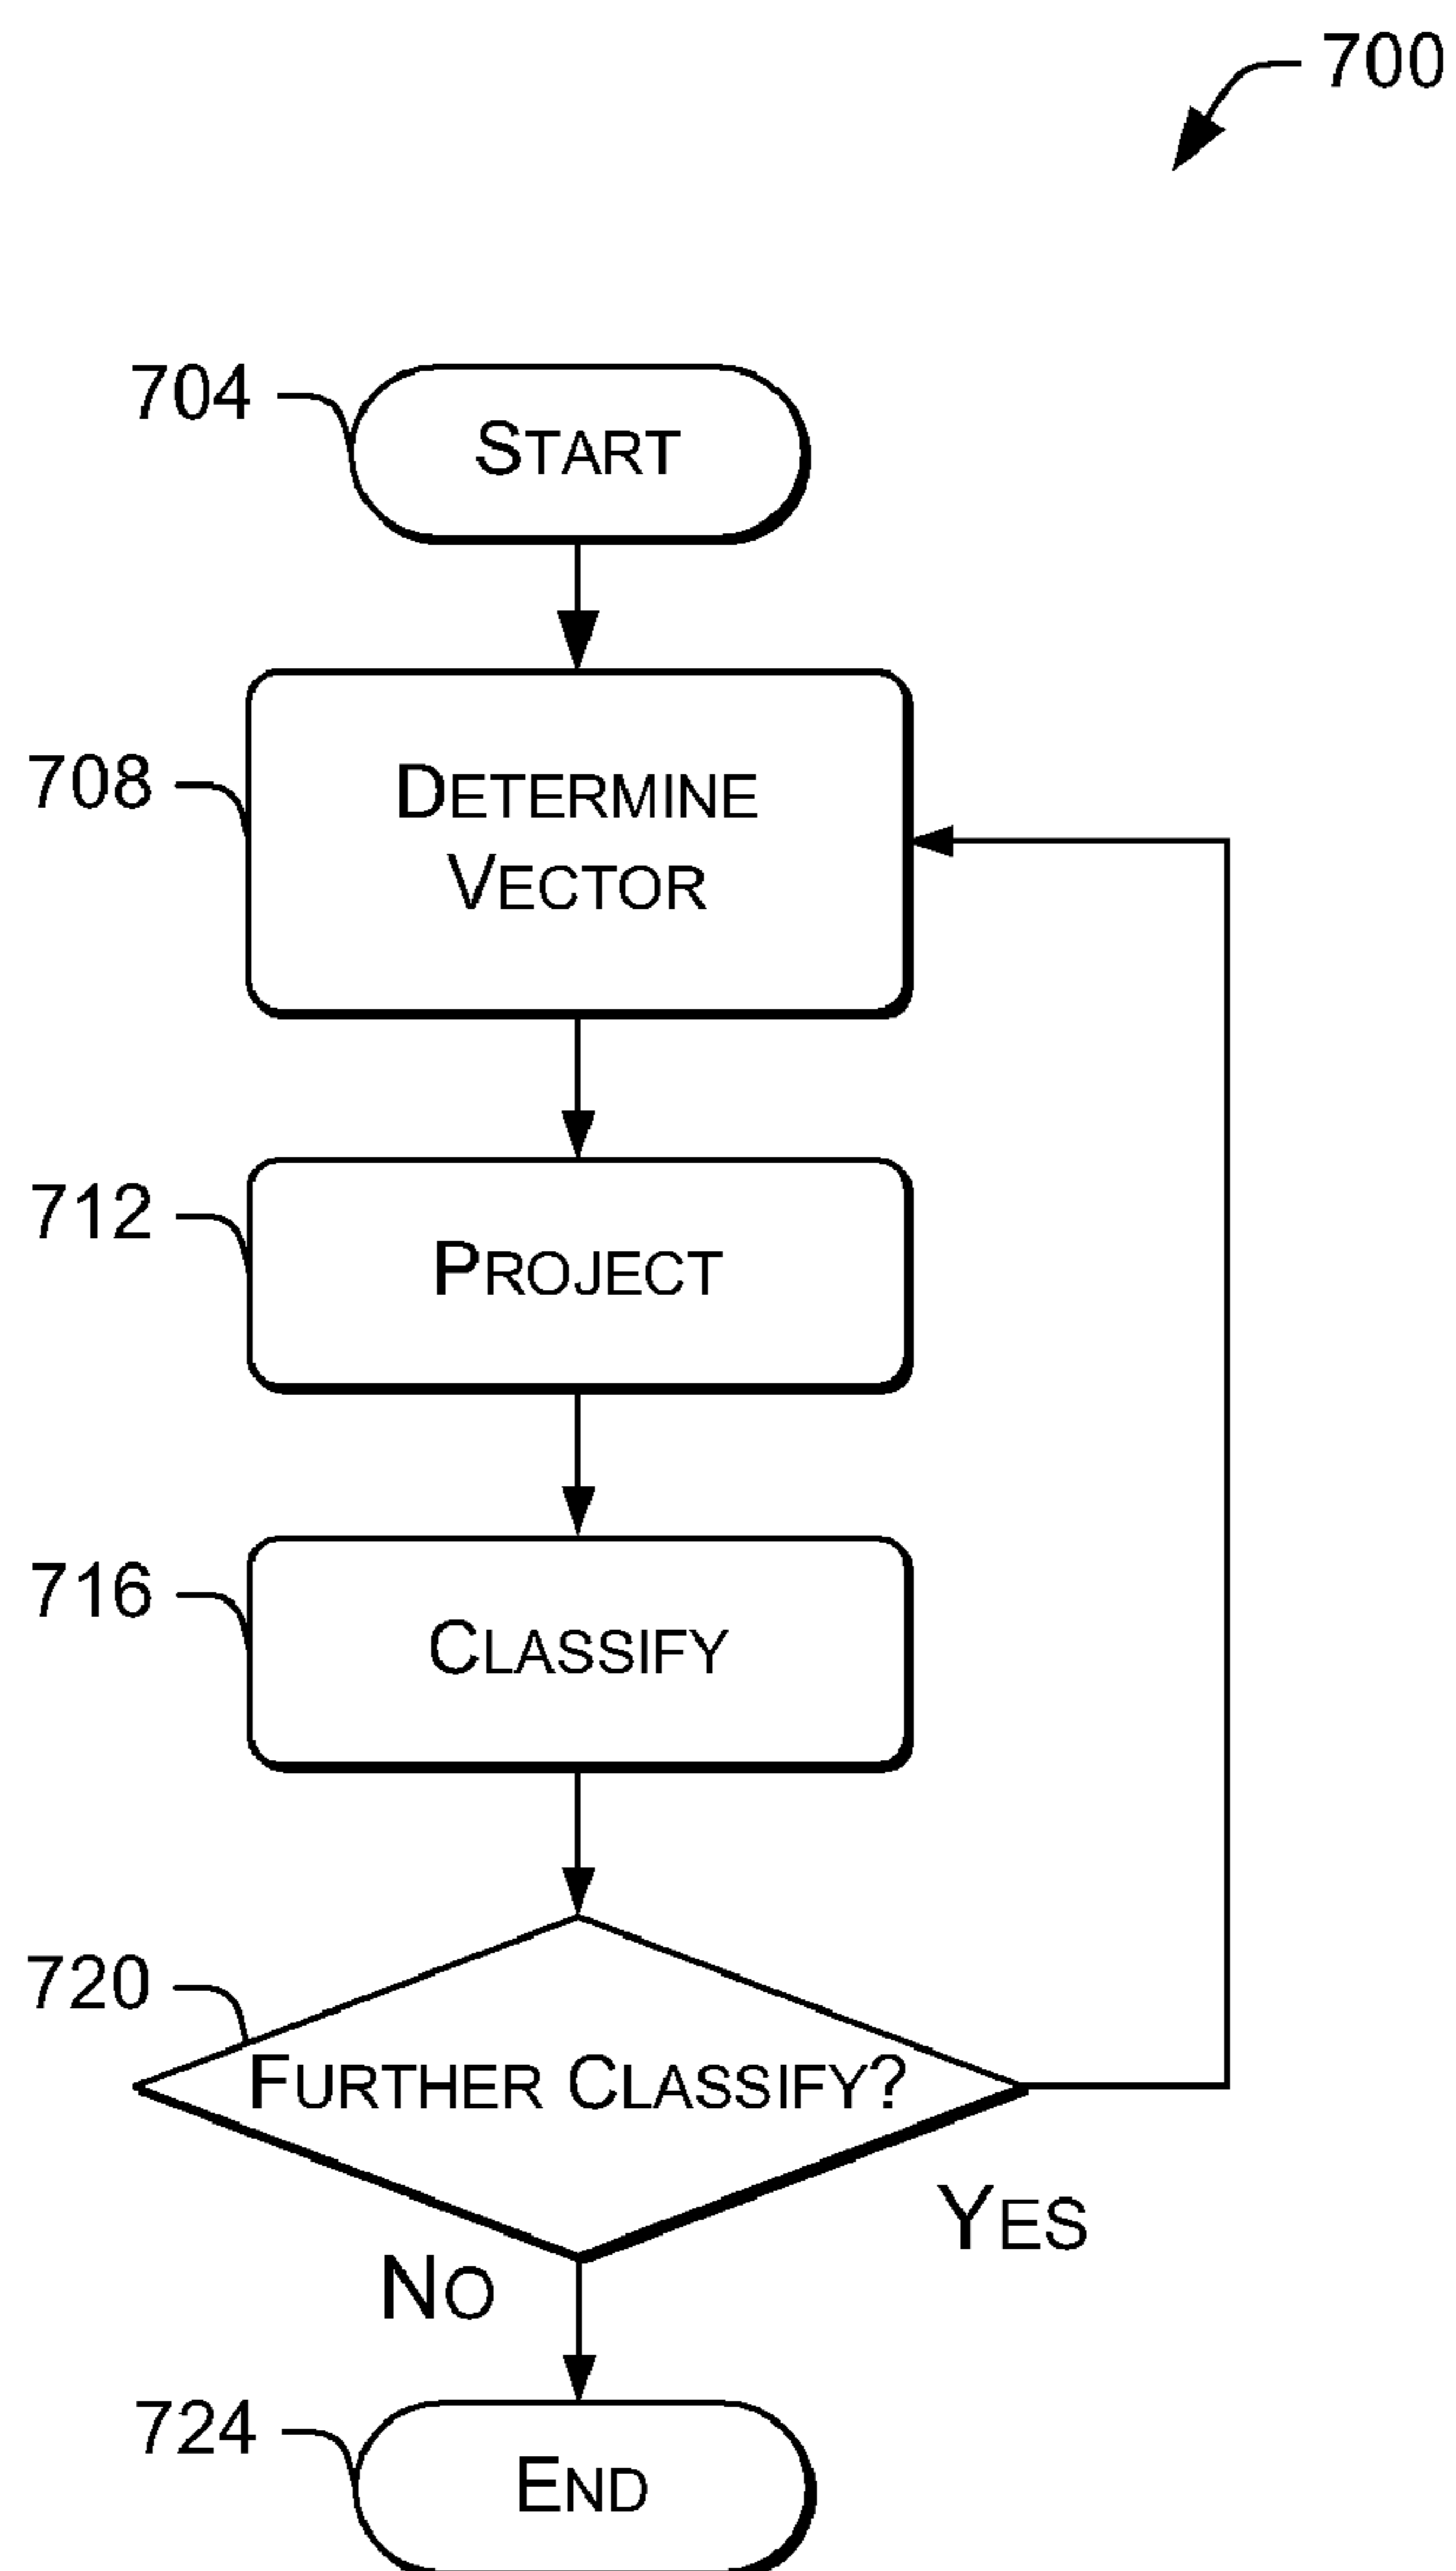 700
704
START
708
DETERMINE
VECTOR
712
PROJECT
716
CLASSIFY
720
FURTHER CLASSIFY?
YES
NO
724
END